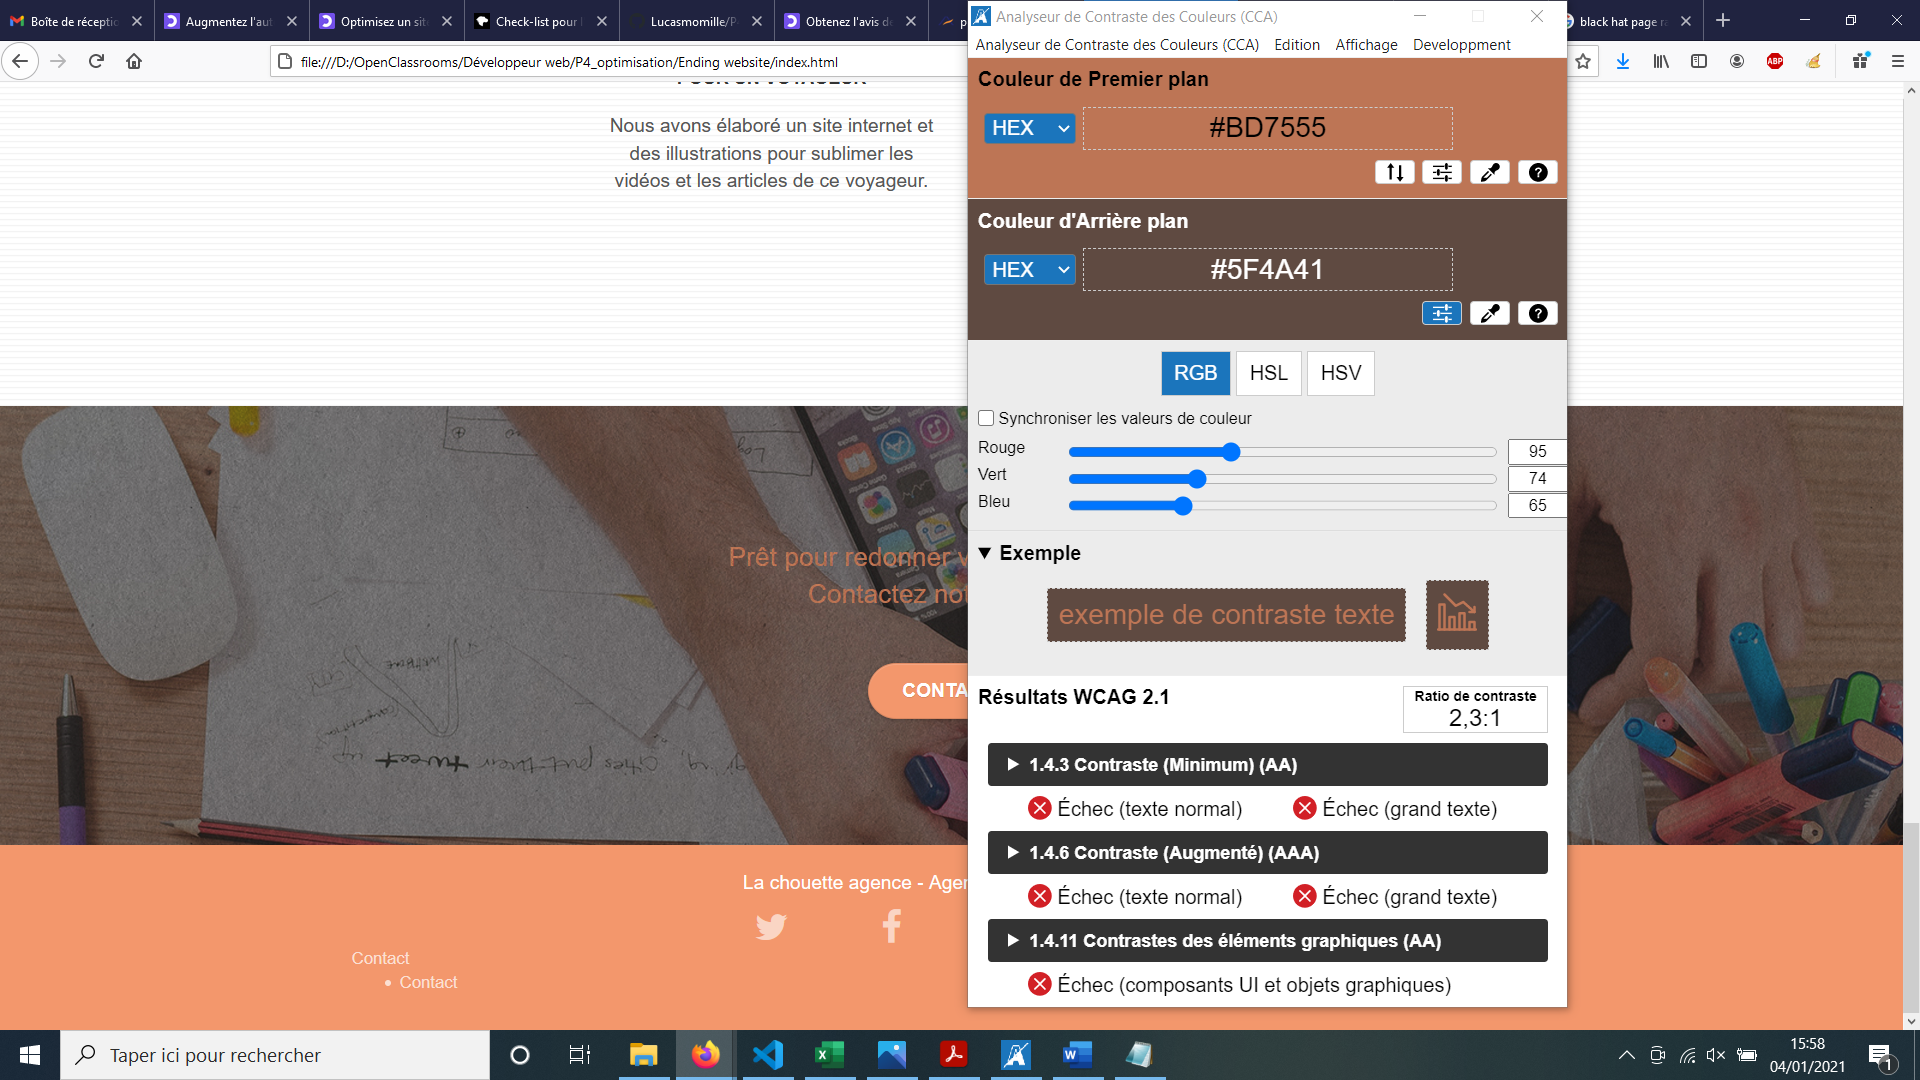 Boîte de réceptio
Augmentez l'aut
Optimisez un site
Check-list pour l
Lucasmomille/P
Obtenez l'avis de
black hat page ra
file:///D:/OpenClassrooms/Développeur web/P4_optimisation/Ending website/index.html
ABP
Nous avons élaboré un site internet et
des illustrations pour sublimer les
vidéos et les articles de ce voyageur.
Prêt pour redonner v
Contactez nou
CONTA
La chouette agence - Agen
Contact
• Contact
Analyseur de Contraste des Couleurs (CCA)
Analyseur de Contraste des Couleurs (CCA) Edition Affichage Developpment
Couleur de Premier plan
HEX
#BD7555
Couleur d'Arrière plan
HEX
#5F4A41
RGB HSL HSV
Synchroniser les valeurs de couleur
Rouge 95
Vert 74
Bleu 65
Exemple
exemple de contraste texte
Résultats WCAG 2.1
Ratio de contraste
2,3:1
1.4.3 Contraste (Minimum) (AA)
Échec (texte normal) Échec (grand texte)
1.4.6 Contraste (Augmenté) (AAA)
Échec (texte normal) Échec (grand texte)
1.4.11 Contrastes des éléments graphiques (AA)
Échec (composants UI et objets graphiques)
Taper ici pour rechercher
15:58
04/01/2021
1